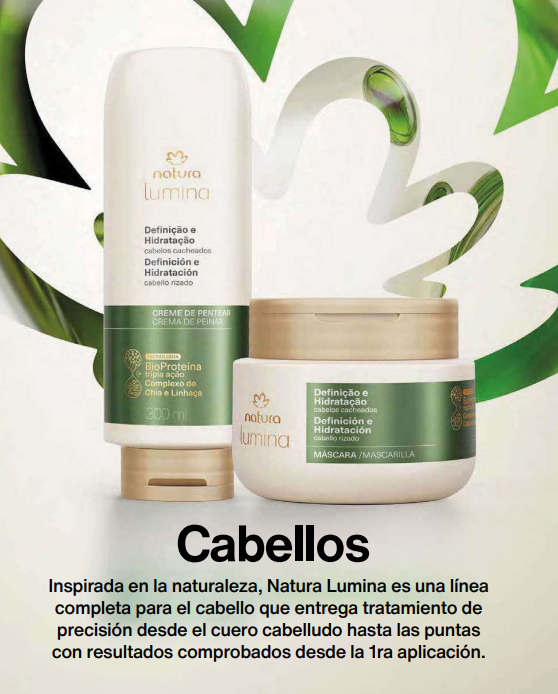 natura
lumina
Definição e
Hidratação
cabelos cacheados
Definición e
Hidratación
cabello rizado
CREME DE PENTEAR
CREMA DE PEINAR
TECNOLOGIA
BioProteína
tripla ação
Complexo de
Chia e Linhaça
300 ml
natura
lumina
Definição e
Hidratação
cabelos cacheados
Definición e
Hidratación
cabello rizado
MÁSCARA / MASCARILLA
Cabellos
Inspirada en la naturaleza, Natura Lumina es una línea
completa para el cabello que entrega tratamiento de
precisión desde el cuero cabelludo hasta las puntas
con resultados comprobados desde la 1ra aplicación.